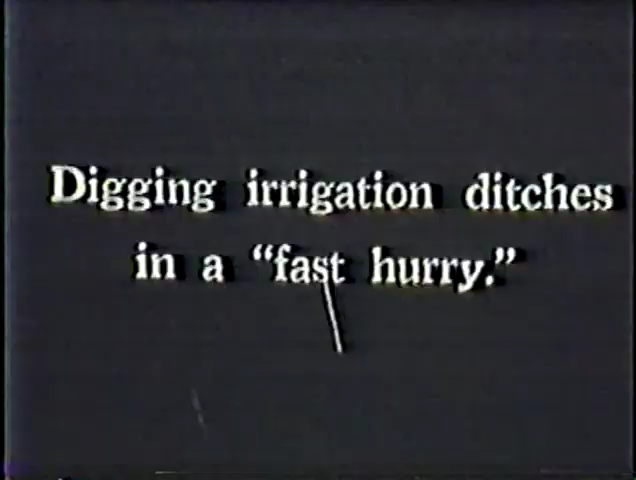 Digging irrigation ditches
in a “fast hurry.”